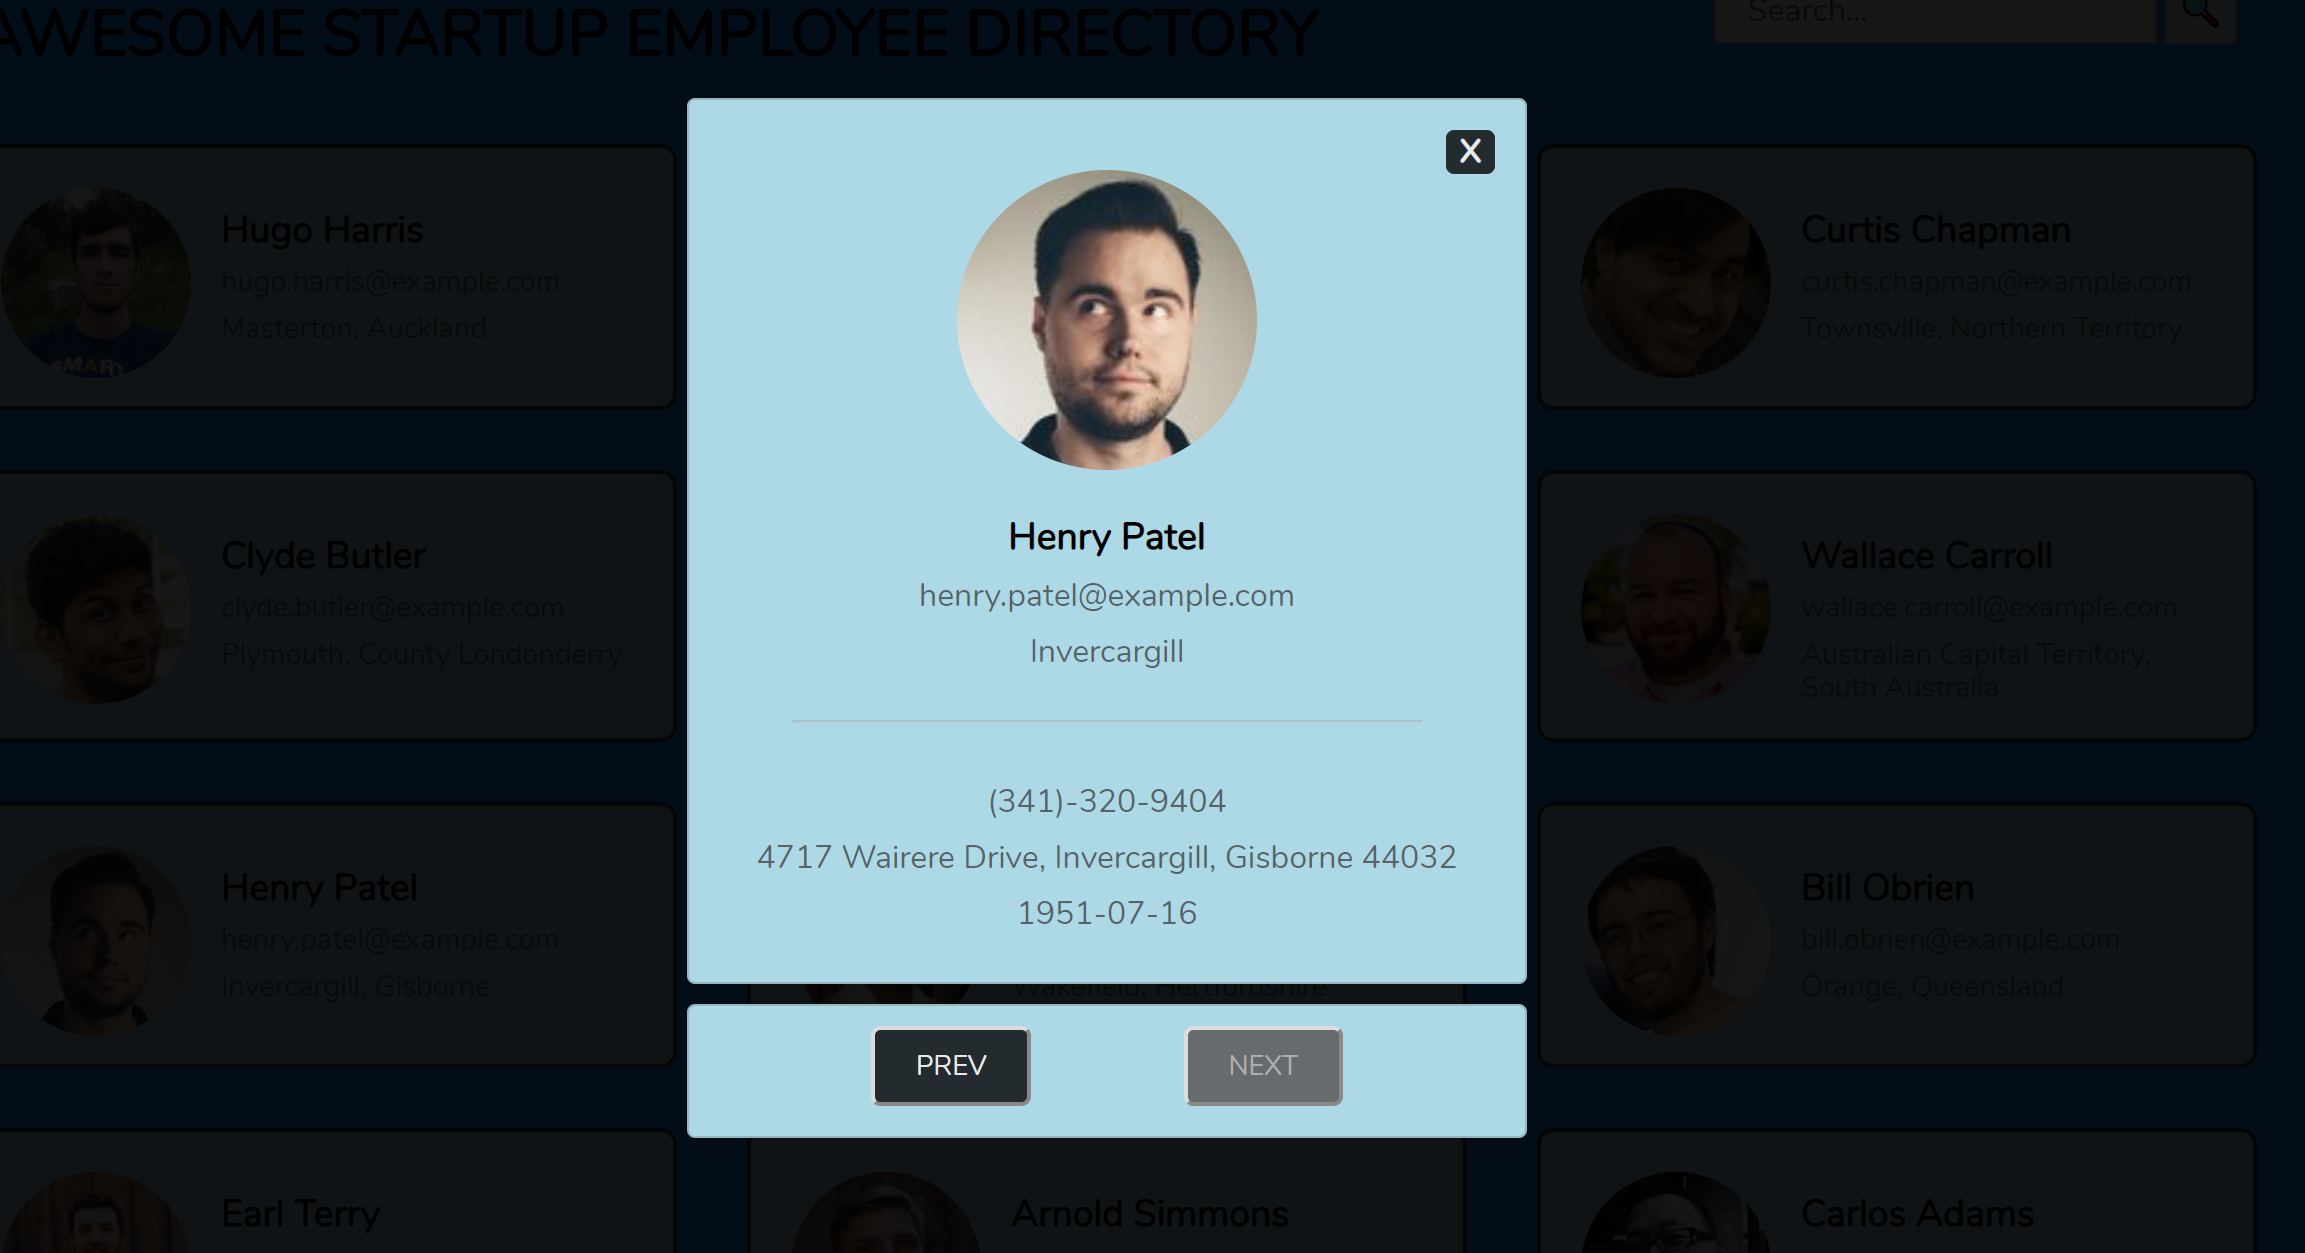 AWESOME STARTUP EMPLOYEE DIRECTORY
Search...
X
Hugo Harris
hugo.harris@example.com
Masterton, Auckland
SMART
Curtis Chapman
curtis.chapman@example.com
Townsville, Northern Territory
Clyde Butler
clyde.butler@example.com
Plymouth, County Londonderry
Henry Patel
henry.patel@example.com
Invercargill
(341)-320-9404
4717 Wairere Drive, Invercargill, Gisborne 44032
1951-07-16
Wallace Carroll
wallace.carroll@example.com
Australian Capital Territory,
South Australia
Henry Patel
henry.patel@example.com
Invercargill, Gisborne
Wakefield, Hertfordshire
Bill Obrien
bill.obrien@example.com
Orange, Queensland
PREV
NEXT
Earl Terry
Arnold Simmons
Carlos Adams